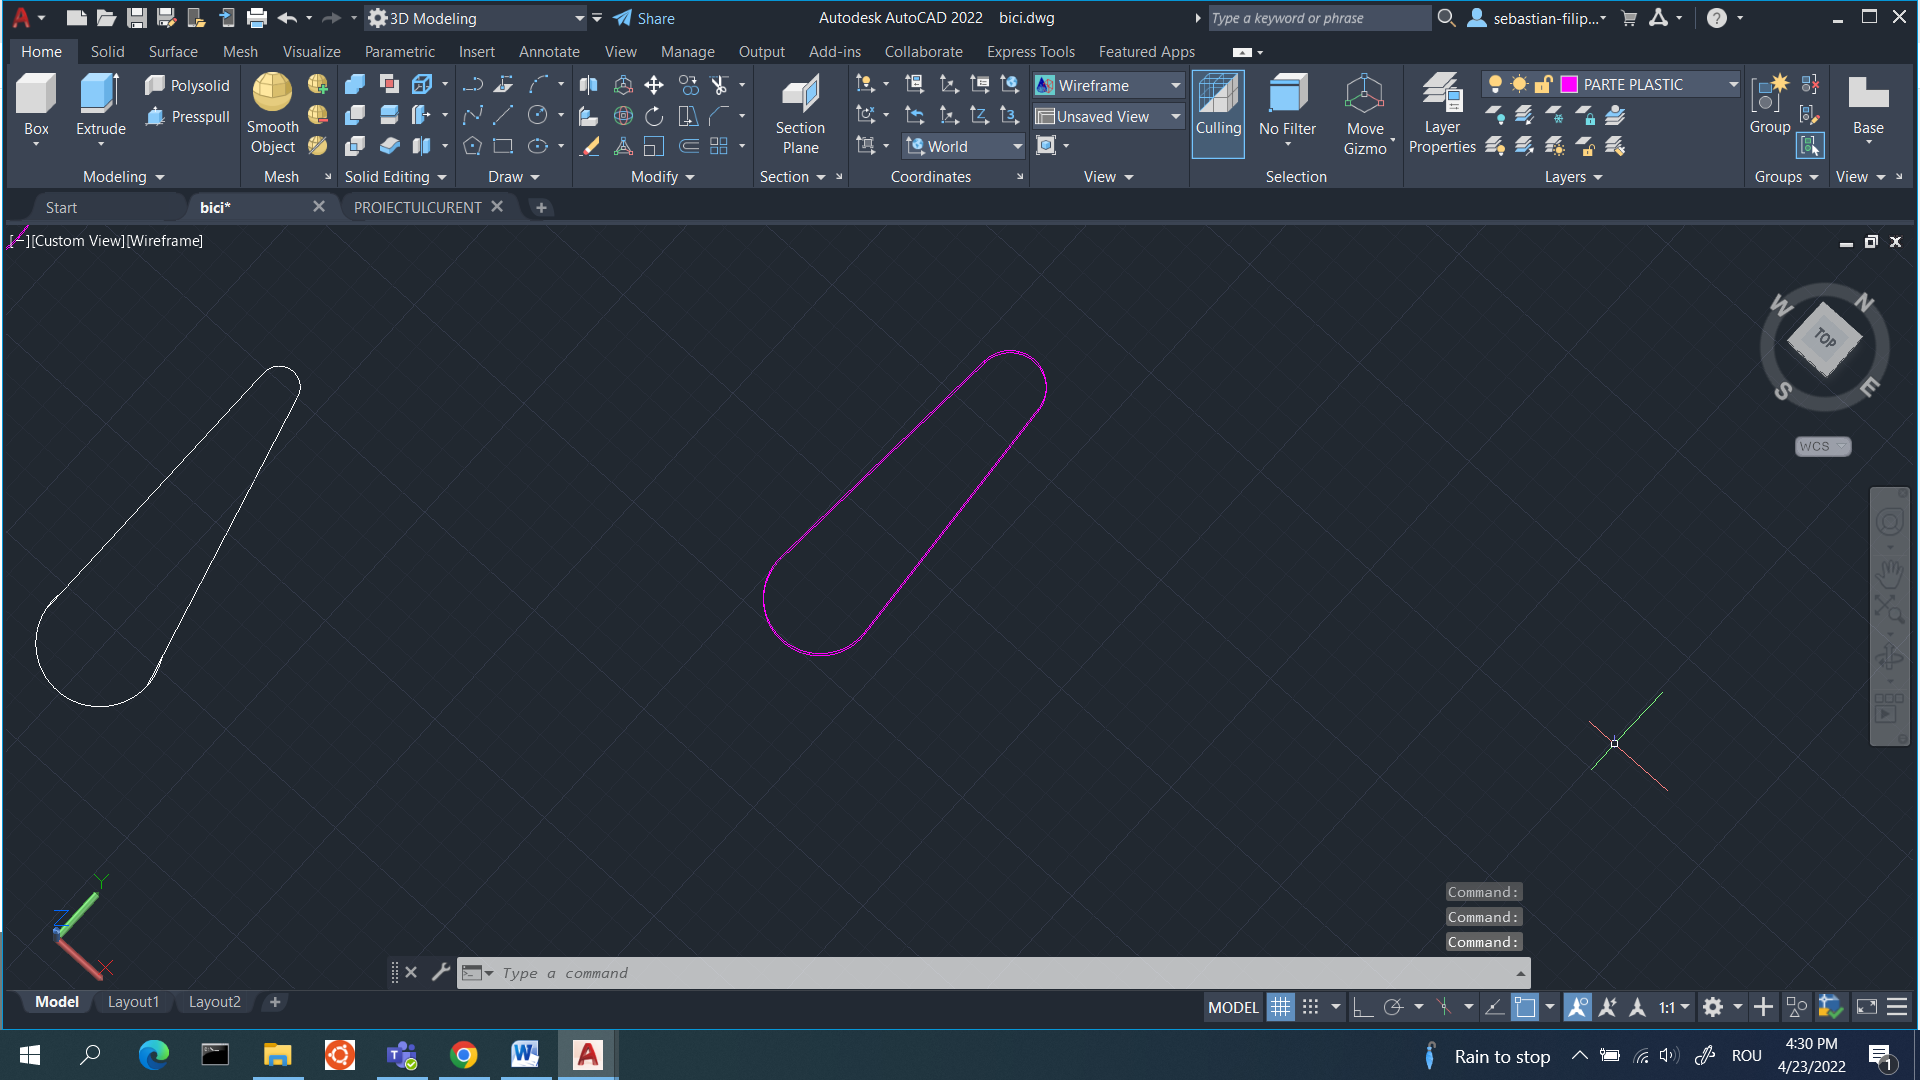 3D Modeling
Share
Autodesk AutoCAD 2022 bici.dwg
Type a keyword or phrase
sebastian-filip...
Home Solid Surface Mesh Visualize Parametric Insert Annotate View Manage Output Add-ins Collaborate Express Tools Featured Apps
Box
Extrude
Polysolid
Presspull
Modeling
Smooth
Object
Mesh
Solid Editing
Draw
Modify
Section
Plane
Section
World
Coordinates
Wireframe
Unsaved View
View
Culling
No Filter
Move
Gizmo
Selection
Layer
Properties
PARTE PLASTIC
Layers
Group
Groups
Base
View
Start
bici*
PROIECTULCURENT
[−][Custom View][Wireframe]
W
N
TOP
S
E
WCS
Y
Z
X
Command:
Command:
Command:
Type a command
Model Layout1 Layout2
MODEL
1:1
Rain to stop
ROU
4:30 PM
4/23/2022
1